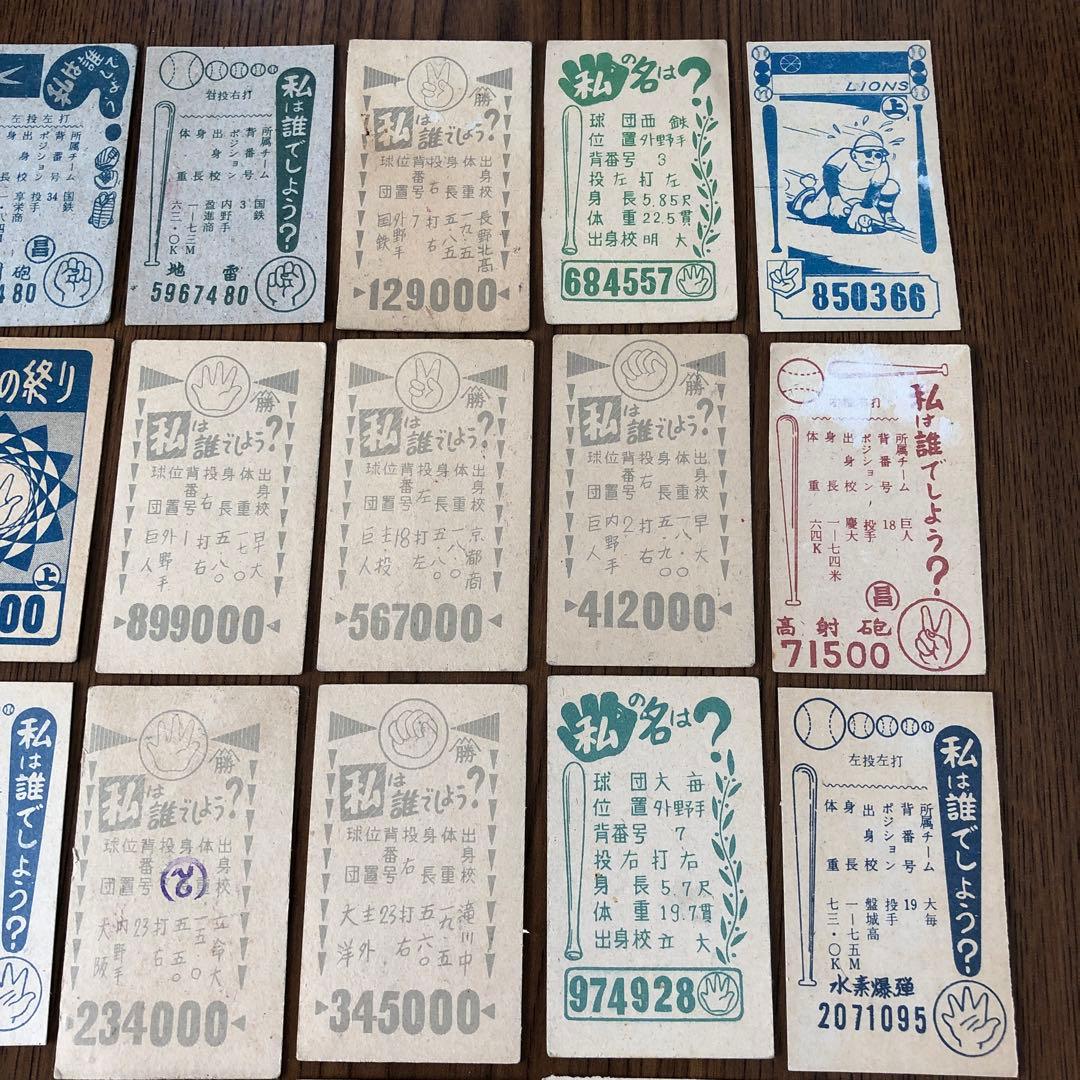 私は誰でしょう
左投左打
所属チーム 国鉄
背番号 34
ポジション 投手
出身校 享栄商
身長
体重
昌
砲
480
私は誰でしよう?
右投右打
所属チーム 国鉄
背番号 3
ポジション 内野手
出身校 盈進商
身長 一・七三M
体重 六三・〇K
地雷
5967480
勝
私は誰でしよう?
出身校 長野北高
体重 一九・五
身長 五・八五
投右打右
背番号 7
位置 外野手
球団 国鉄
129000
私の名は?
球団西鉄
位置外野手
背番号 3
投左打左
身長 5.85尺
体重 22.5貫
出身校 明大
684557
LIONS
上
850366
の終り
上
00
勝
私は誰でしよう?
出身校 早大
体重 一七・〇
身長 五・八〇
投右打右
背番号 1
位置 外野手
球団 巨人
899000
勝
私は誰でしよう?
出身校 京都商
体重 一八・〇
身長 五・八〇
投左打左
背番号 18
位置 主投
球団 巨人
567000
勝
私は誰でしよう?
出身校 早大
体重 一八・〇〇
身長 五・九〇
投右打右
背番号 2
位置 内野手
球団 巨人
412000
私は誰でしよう?
右投右打
所属チーム 巨人
背番号 18
ポジション 投手
出身校 慶大
身長 一・七四米
体重 六四K
昌
高射砲
71500
私は誰でしよう?
勝
私は誰でしよう?
出身校 立命大
体重
身長 五・五〇
投右打右
背番号 23
位置 内野手
球団 大阪
234000
勝
私は誰でしよう?
出身校 滝川中
体重 一九・五
身長 五・六〇
投右打右
背番号 23
位置 主外
球団 大洋
345000
私の名は?
球団大毎
位置外野手
背番号 7
投右打右
身長 5.7尺
体重 19.7貫
出身校 立大
974928
私は誰でしよう?
左投左打
所属チーム 大毎
背番号 19
ポジション 投手
出身校 盤城高
身長 一・七五M
体重 七三・〇K
水素爆弾
2071095